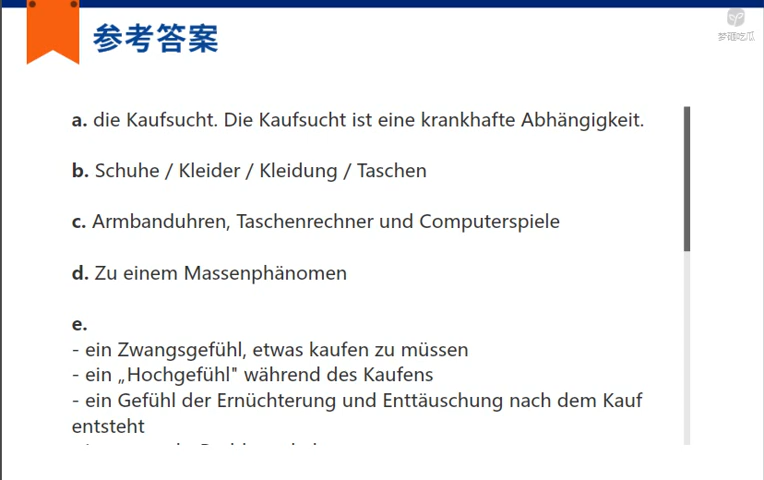 参考答案
a. die Kaufsucht. Die Kaufsucht ist eine krankhafte Abhängigkeit.
b. Schuhe / Kleider / Kleidung / Taschen
c. Armbanduhren, Taschenrechner und Computerspiele
d. Zu einem Massenphänomen
e.
- ein Zwangsgefühl, etwas kaufen zu müssen
- ein „Hochgefühl" während des Kaufens
- ein Gefühl der Ernüchterung und Enttäuschung nach dem Kauf
entsteht